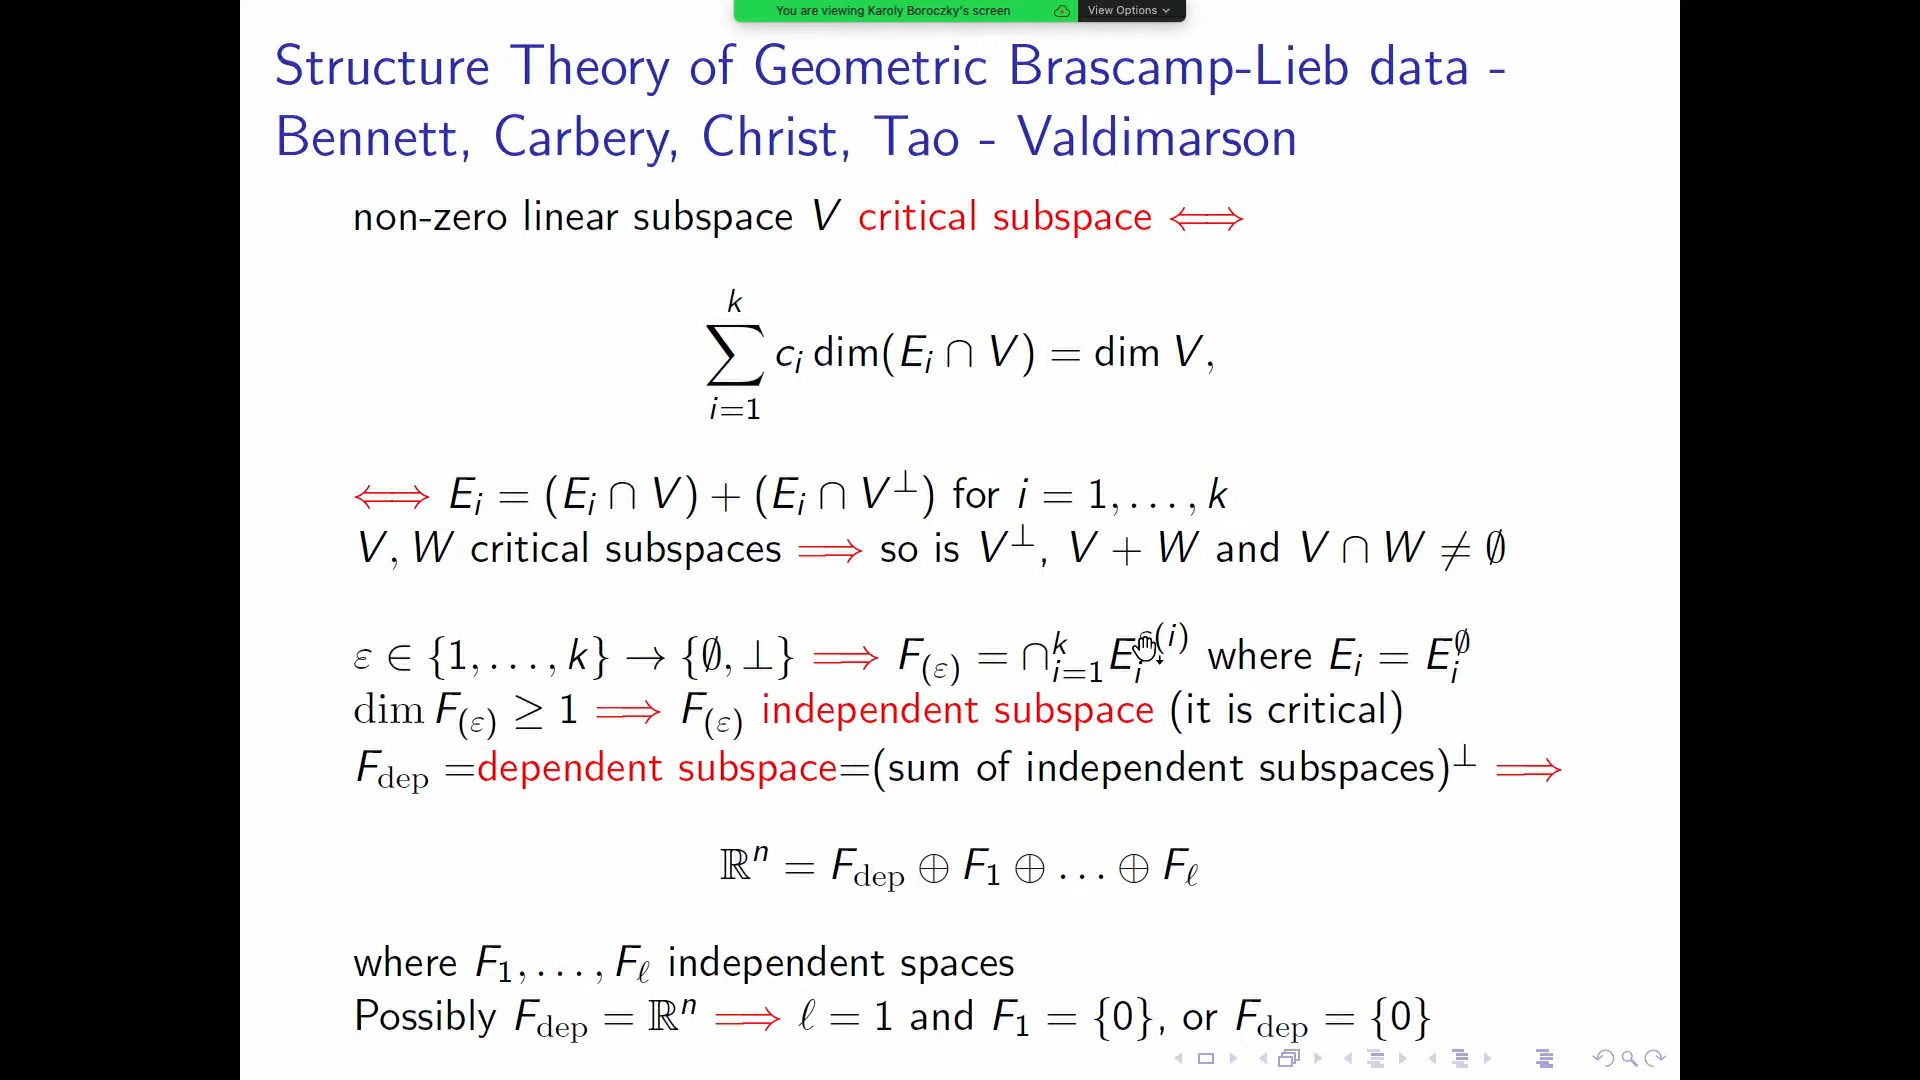 You are viewing Karoly Boroczky's screen
View Options
Structure Theory of Geometric Brascamp-Lieb data -
Bennett, Carbery, Christ, Tao - Valdimarson
non-zero linear subspace V critical subspace ⟺
∑_{i=1}^{k} c_i dim(E_i ∩ V) = dim V,
⟺ E_i = (E_i ∩ V) + (E_i ∩ V^⊥) for i = 1, . . . , k
V, W critical subspaces ⟹ so is V^⊥, V + W and V ∩ W ≠ ∅
ε ∈ {1, . . . , k} → {∅, ⊥} ⟹ F_{(ε)} = ∩_{i=1}^{k} E_i^{(i)} where E_i = E_i^∅
dim F_{(ε)} ≥ 1 ⟹ F_{(ε)} independent subspace (it is critical)
F_dep =dependent subspace=(sum of independent subspaces)^⊥ ⟹
ℝ^n = F_dep ⊕ F_1 ⊕ . . . ⊕ F_ℓ
where F_1, . . . , F_ℓ independent spaces
Possibly F_dep = ℝ^n ⟹ ℓ = 1 and F_1 = {0}, or F_dep = {0}